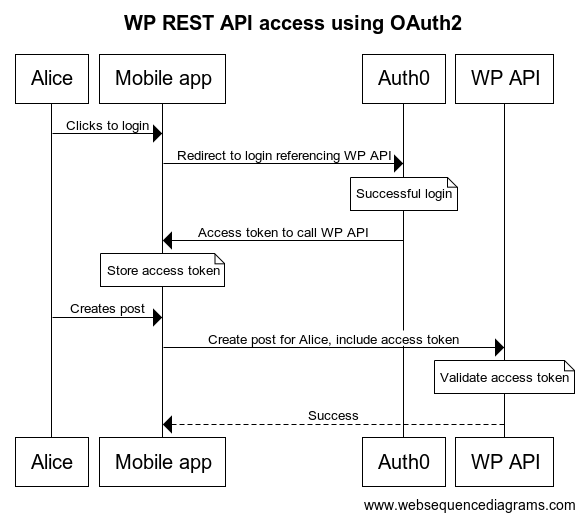 WP REST API access using OAuth2
Alice
Mobile app
Auth0
WP API
Clicks to login
Redirect to login referencing WP API
Successful login
Access token to call WP API
Store access token
Creates post
Create post for Alice, include access token
Validate access token
Success
Alice
Mobile app
Auth0
WP API
www.websequencediagrams.com